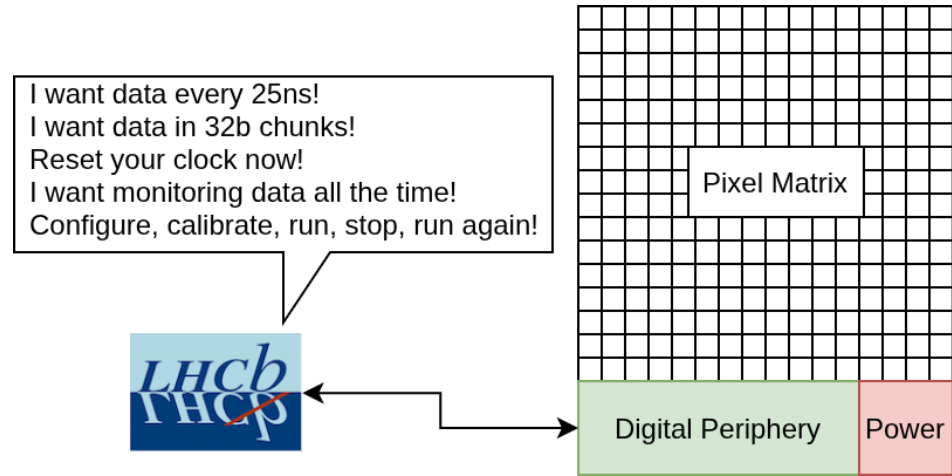 I want data every 25ns!
I want data in 32b chunks!
Reset your clock now!
I want monitoring data all the time!
Configure, calibrate, run, stop, run again!
Pixel Matrix
LHCb
LHCb
Digital Periphery
Power